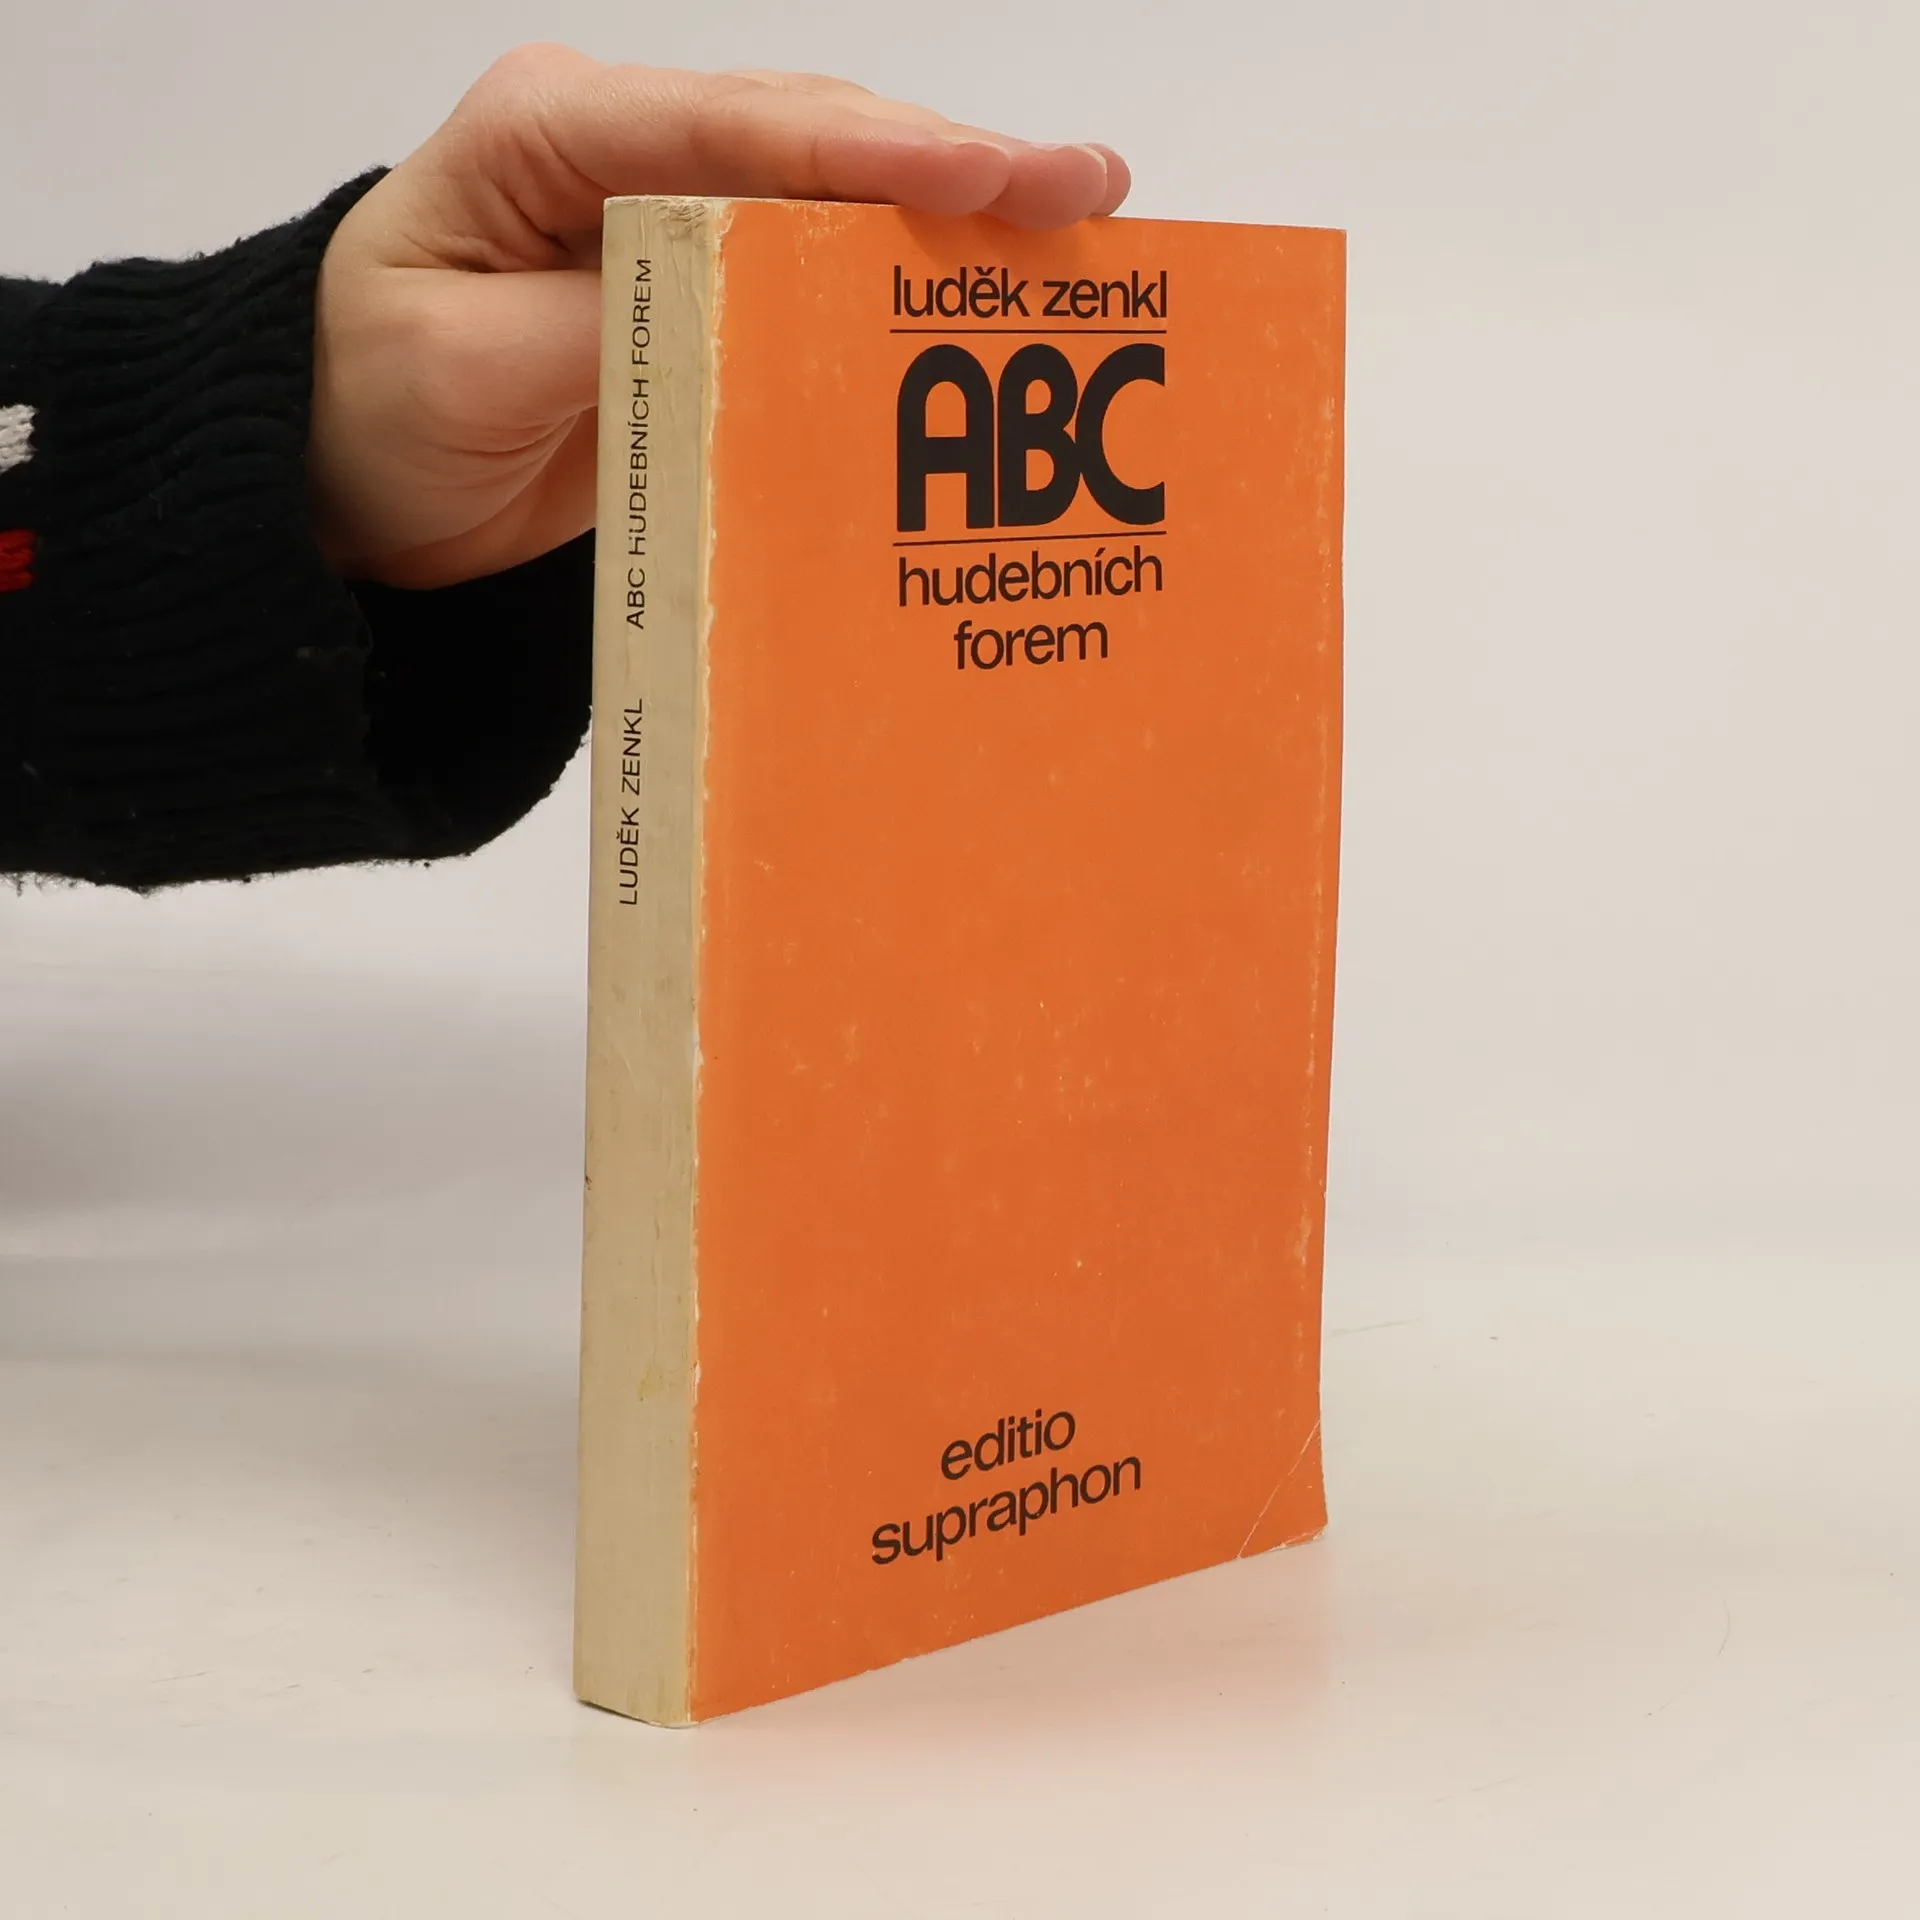 luděk zenkl
ABC
hudebních
forem
editio
supraphon
LUDĚK ZENKL ABC HUDEBNÍCH FOREM